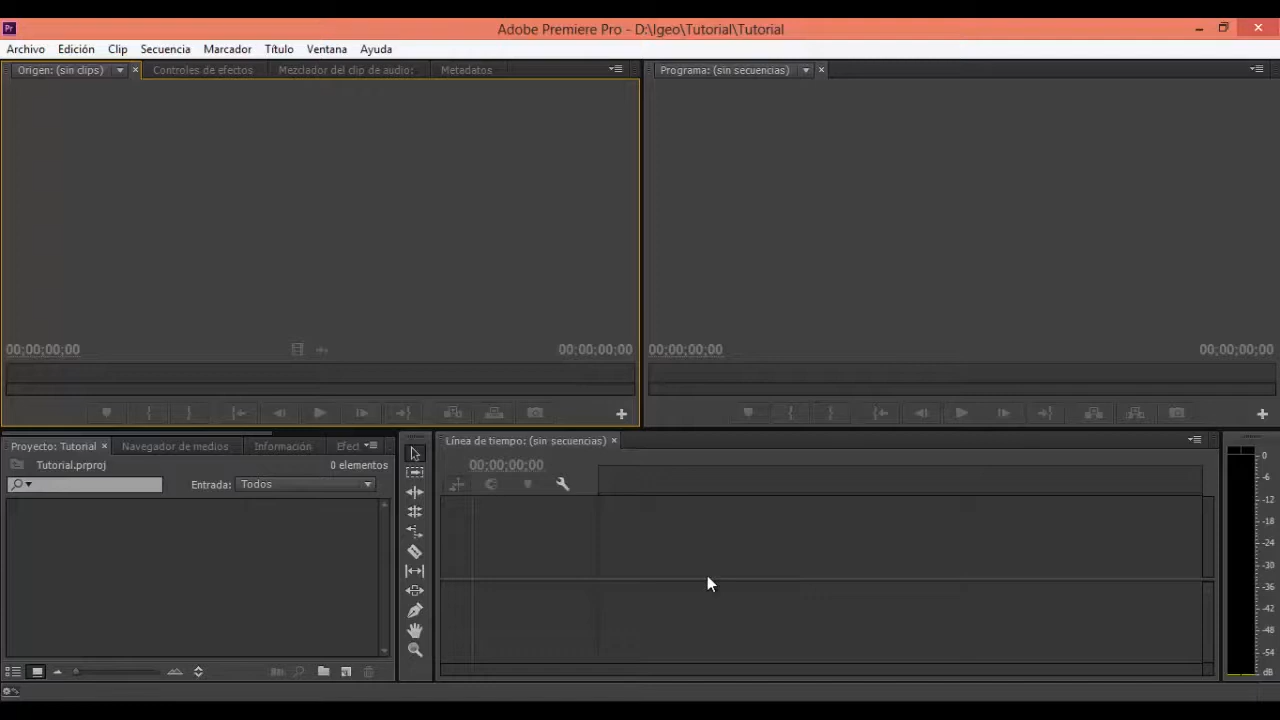 Pr Adobe Premiere Pro - D:\Igeo\Tutorial\Tutorial
Archivo Edición Clip Secuencia Marcador Título Ventana Ayuda
Origen: (sin clips) Controles de efectos Mezclador del clip de audio: Metadatos
Programa: (sin secuencias)
00;00;00;00 00;00;00;00
00;00;00;00 00;00;00;00
Proyecto: Tutorial Navegador de medios Información Efect
Tutorial.prproj 0 elementos
Entrada: Todos
Línea de tiempo: (sin secuencias)
00;00;00;00
0
-6
-12
-18
-24
-30
-36
-42
-48
-54
dB